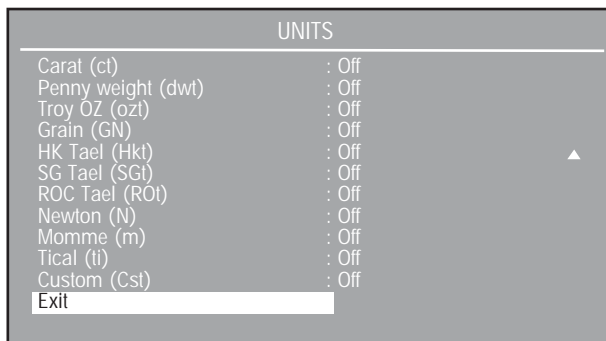 UNITS
Carat (ct) : Off
Penny weight (dwt) : Off
Troy OZ (ozt) : Off
Grain (GN) : Off
HK Tael (Hkt) : Off
SG Tael (SGt) : Off
ROC Tael (ROt) : Off
Newton (N) : Off
Momme (m) : Off
Tical (ti) : Off
Custom (Cst) : Off
Exit